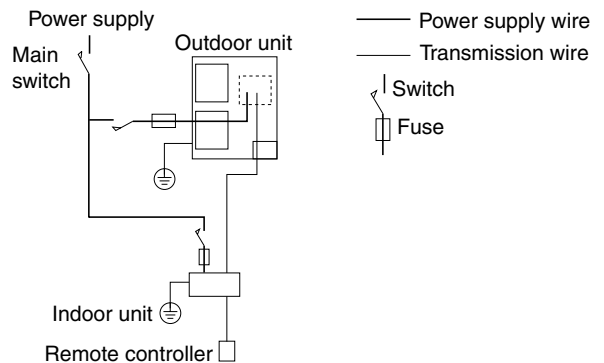 Power supply
Main
switch
Outdoor unit
Indoor unit
Remote controller
Power supply wire
Transmission wire
Switch
Fuse